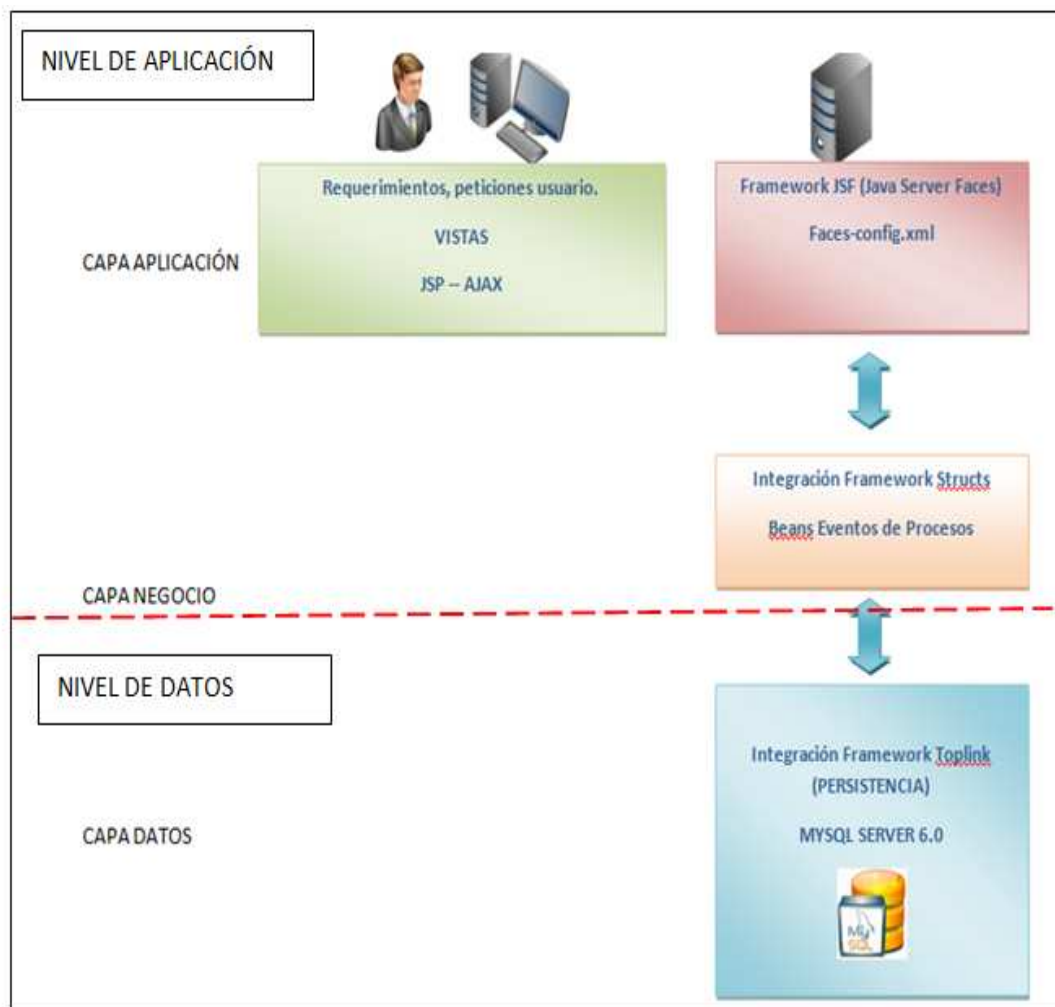 NIVEL DE APLICACIÓN
Requerimientos, peticiones usuario.
VISTAS
JSP – AJAX
Framework JSF (Java Server Faces)
Faces-config.xml
CAPA APLICACIÓN
Integración Framework Structs
Beans Eventos de Procesos
CAPA NEGOCIO
NIVEL DE DATOS
Integración Framework Toplink
(PERSISTENCIA)
MYSQL SERVER 6.0
CAPA DATOS
My
SQL